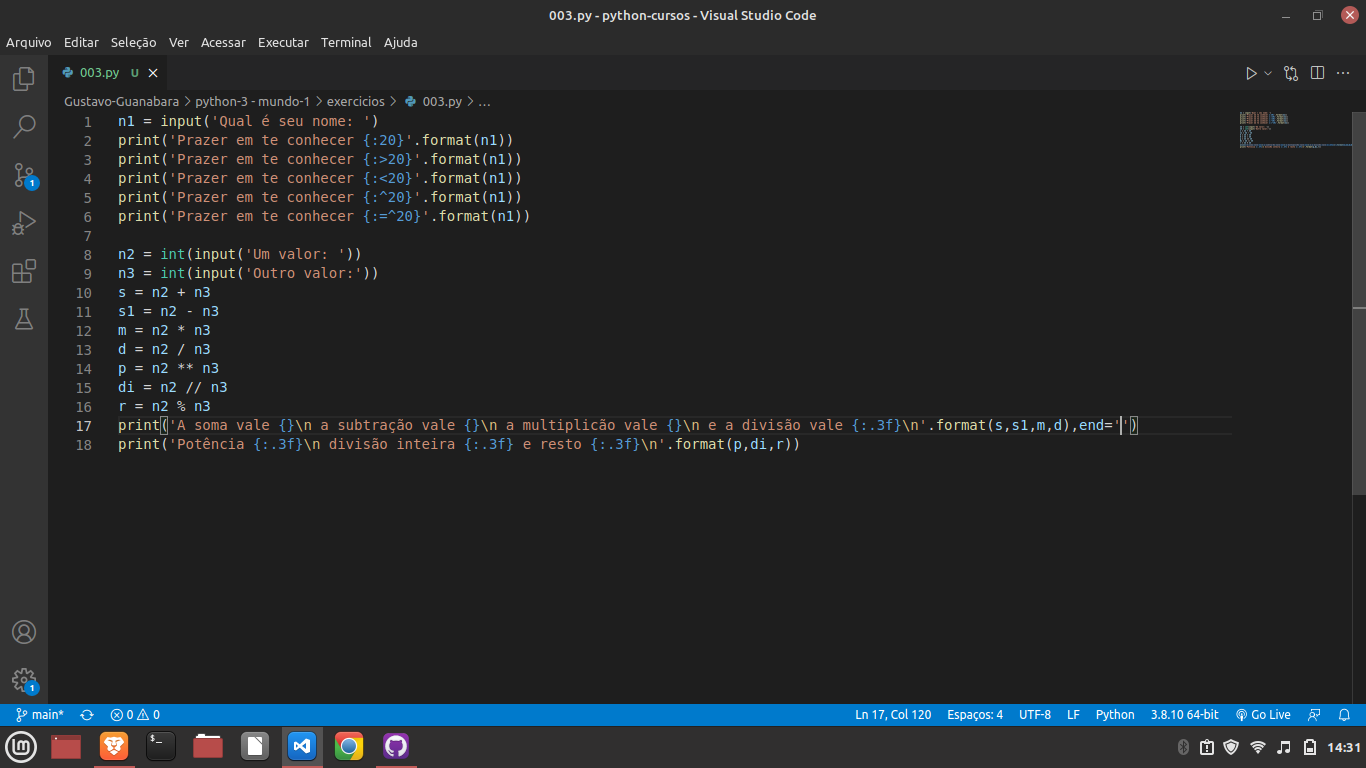 003.py - python-cursos - Visual Studio Code
Arquivo Editar Seleção Ver Acessar Executar Terminal Ajuda
003.py U
Gustavo-Guanabara > python-3 - mundo-1 > exercicios > 003.py > ...
1 n1 = input('Qual é seu nome: ')
2 print('Prazer em te conhecer {:20}'.format(n1))
3 print('Prazer em te conhecer {:>20}'.format(n1))
4 print('Prazer em te conhecer {:<20}'.format(n1))
5 print('Prazer em te conhecer {:^20}'.format(n1))
6 print('Prazer em te conhecer {:=^20}'.format(n1))
7
8 n2 = int(input('Um valor: '))
9 n3 = int(input('Outro valor:'))
10 s = n2 + n3
11 s1 = n2 - n3
12 m = n2 * n3
13 d = n2 / n3
14 p = n2 ** n3
15 di = n2 // n3
16 r = n2 % n3
17 print('A soma vale {}\n a subtração vale {}\n a multiplicão vale {}\n e a divisão vale {:.3f}\n'.format(s,s1,m,d),end='')
18 print('Potência {:.3f}\n divisão inteira {:.3f} e resto {:.3f}\n'.format(p,di,r))
1
1
main* 0 0 Ln 17, Col 120 Espaços: 4 UTF-8 LF Python 3.8.10 64-bit Go Live
$_ 14:31